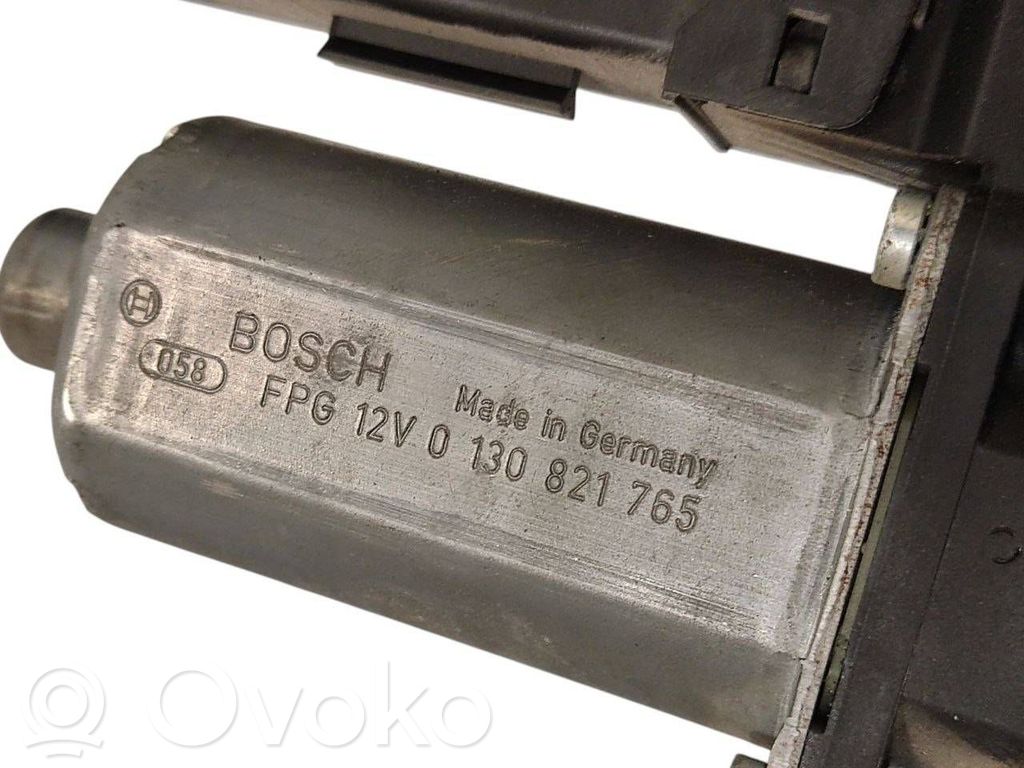 BOSCH
Made in Germany
058
FPG 12V 0 130 821 765
Ovoko